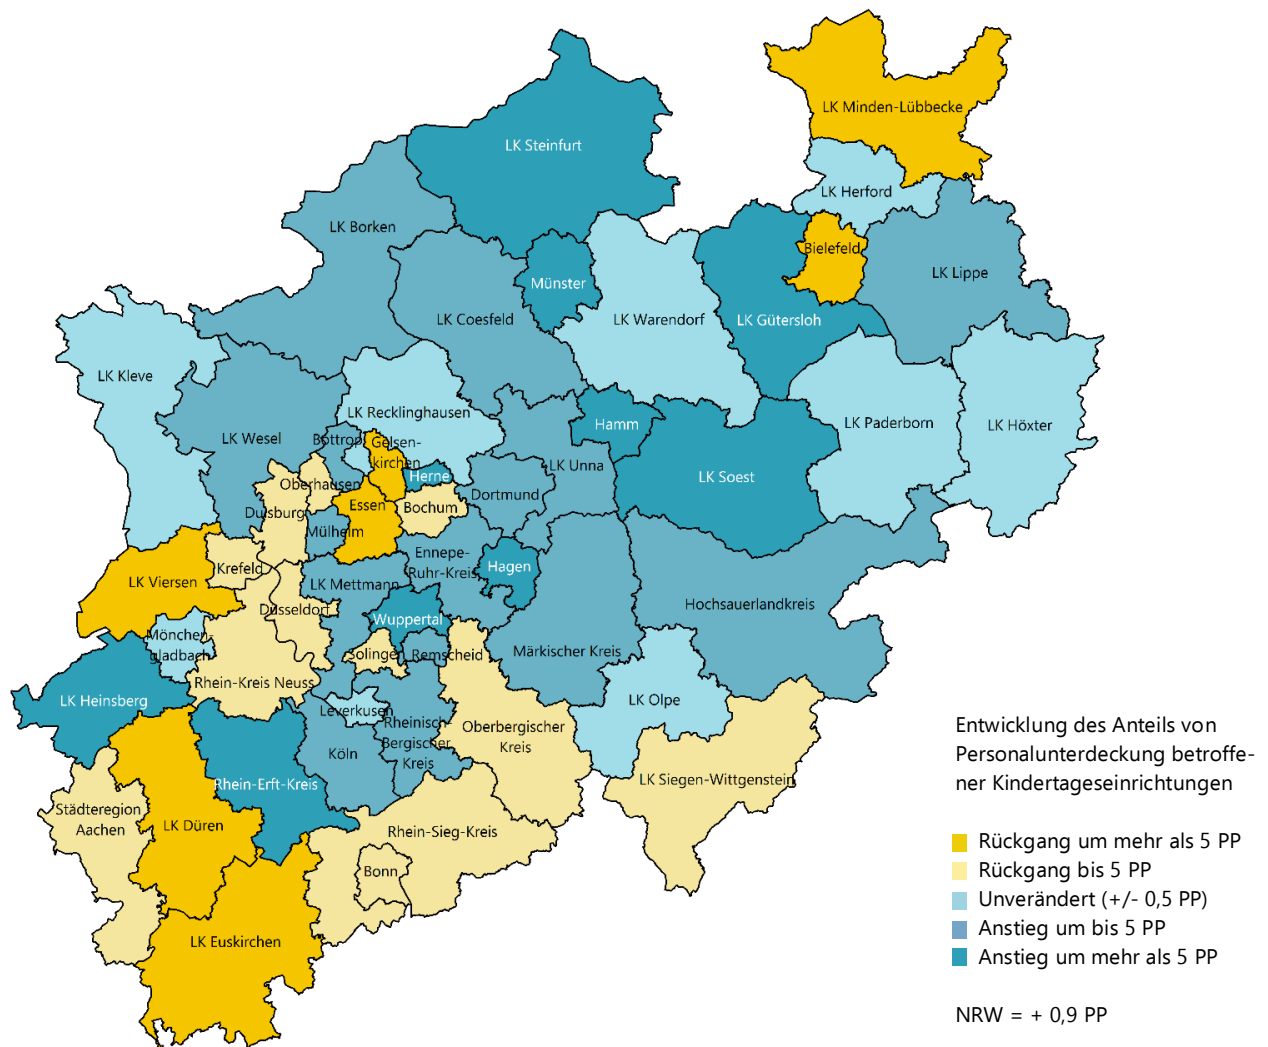 LK Minden-Lübbecke
LK Steinfurt
LK Herford
LK Borken
Bielefeld
LK Lippe
Münster
LK Coesfeld
LK Warendorf
LK Gütersloh
LK Kleve
LK Recklinghausen
LK Paderborn
LK Höxter
Hamm
LK Wesel
Bottrop
Gelsen-
kirchen
LK Unna
Herne
LK Soest
Oberhausen
Dortmund
Essen
Bochum
Duisburg
Mülheim
Ennepe-
Ruhr-Kreis
Hagen
Krefeld
LK Viersen
LK Mettmann
Hochsauerlandkreis
Düsseldorf
Wuppertal
Mönchen-
gladbach
Solingen
Remscheid
Märkischer Kreis
Rhein-Kreis Neuss
LK Heinsberg
LK Olpe
Leverkusen
Rheinisch-
Bergischer
Kreis
Oberbergischer
Kreis
Köln
Rhein-Erft-Kreis
LK Siegen-Wittgenstein
Städteregion
Aachen
LK Düren
Rhein-Sieg-Kreis
Bonn
LK Euskirchen
Entwicklung des Anteils von
Personalunterdeckung betroffe-
ner Kindertageseinrichtungen
Rückgang um mehr als 5 PP
Rückgang bis 5 PP
Unverändert (+/- 0,5 PP)
Anstieg um bis 5 PP
Anstieg um mehr als 5 PP
NRW = + 0,9 PP